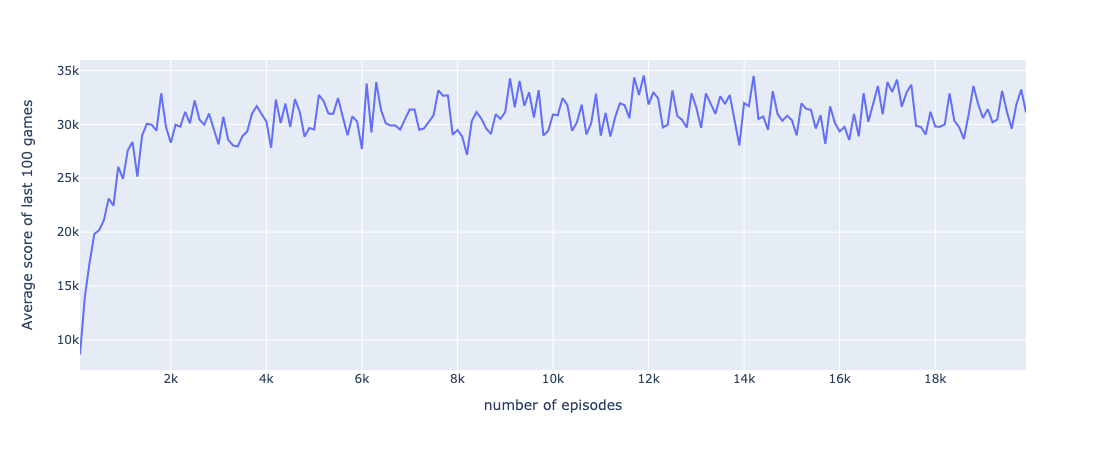 Average score of last 100 games
35k
30k
25k
20k
15k
10k
2k
4k
6k
8k
10k
12k
14k
16k
18k
number of episodes